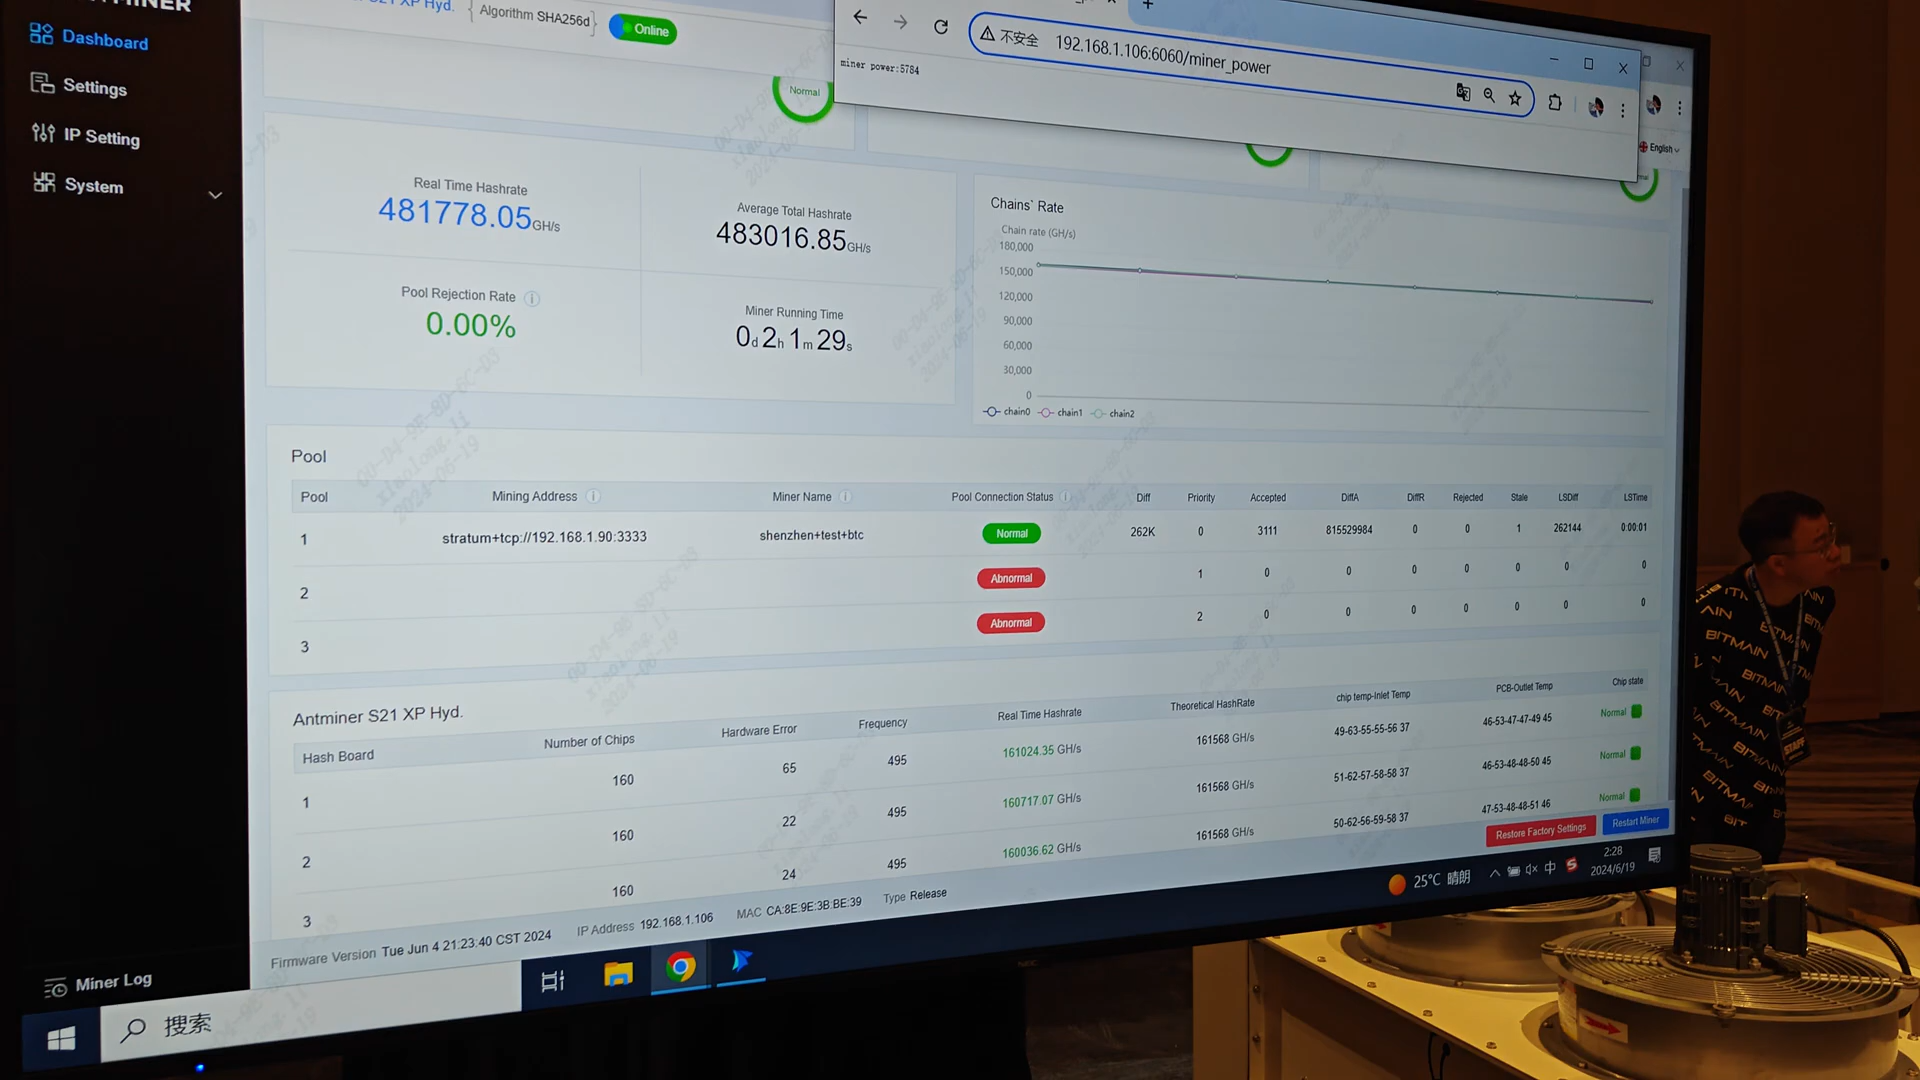 Dashboard
Settings
IP Setting
System
Miner Log
S21 XP Hyd.
Algorithm SHA256d
Online
不安全
192.168.1.106:6060/miner_power
miner power:5784
English
Normal
Real Time Hashrate
481778.05GH/s
Average Total Hashrate
483016.85GH/s
Pool Rejection Rate
0.00%
Miner Running Time
0d 2h 1m 29s
Chains` Rate
Chain rate (GH/s)
180,000
150,000
120,000
90,000
60,000
30,000
0
chain0 chain1 chain2
Pool
Pool Mining Address Miner Name Pool Connection Status Diff Priority Accepted DiffA DiffR Rejected Stale LSDiff LSTime
1 stratum+tcp://192.168.1.90:3333 shenzhen+test+btc Normal 262K 0 3111 815529984 0 0 1 262144 0:00:01
2 Abnormal 1 0 0 0 0 0 0 0
3 Abnormal 2 0 0 0 0 0 0 0
Antminer S21 XP Hyd.
Hash Board Number of Chips Hardware Error Frequency Real Time Hashrate Theoretical HashRate chip temp-Inlet Temp PCB-Outlet Temp Chip state
1 160 65 495 161024.35 GH/s 161568 GH/s 49-63-55-55-56 37 46-53-47-47-49 45 Normal
2 160 22 495 160717.07 GH/s 161568 GH/s 51-62-57-58-58 37 46-53-48-48-50 45 Normal
3 160 24 495 160036.62 GH/s 161568 GH/s 50-62-56-59-58 37 47-53-48-48-51 46 Normal
Restore Factory Settings Restart Miner
Firmware Version Tue Jun 4 21:23:40 CST 2024 IP Address 192.168.1.106 MAC CA:8E:9E:3B:BE:39 Type Release
搜索
25°C 晴朗
中
2:28
2024/6/19
BITMAIN
STAFF